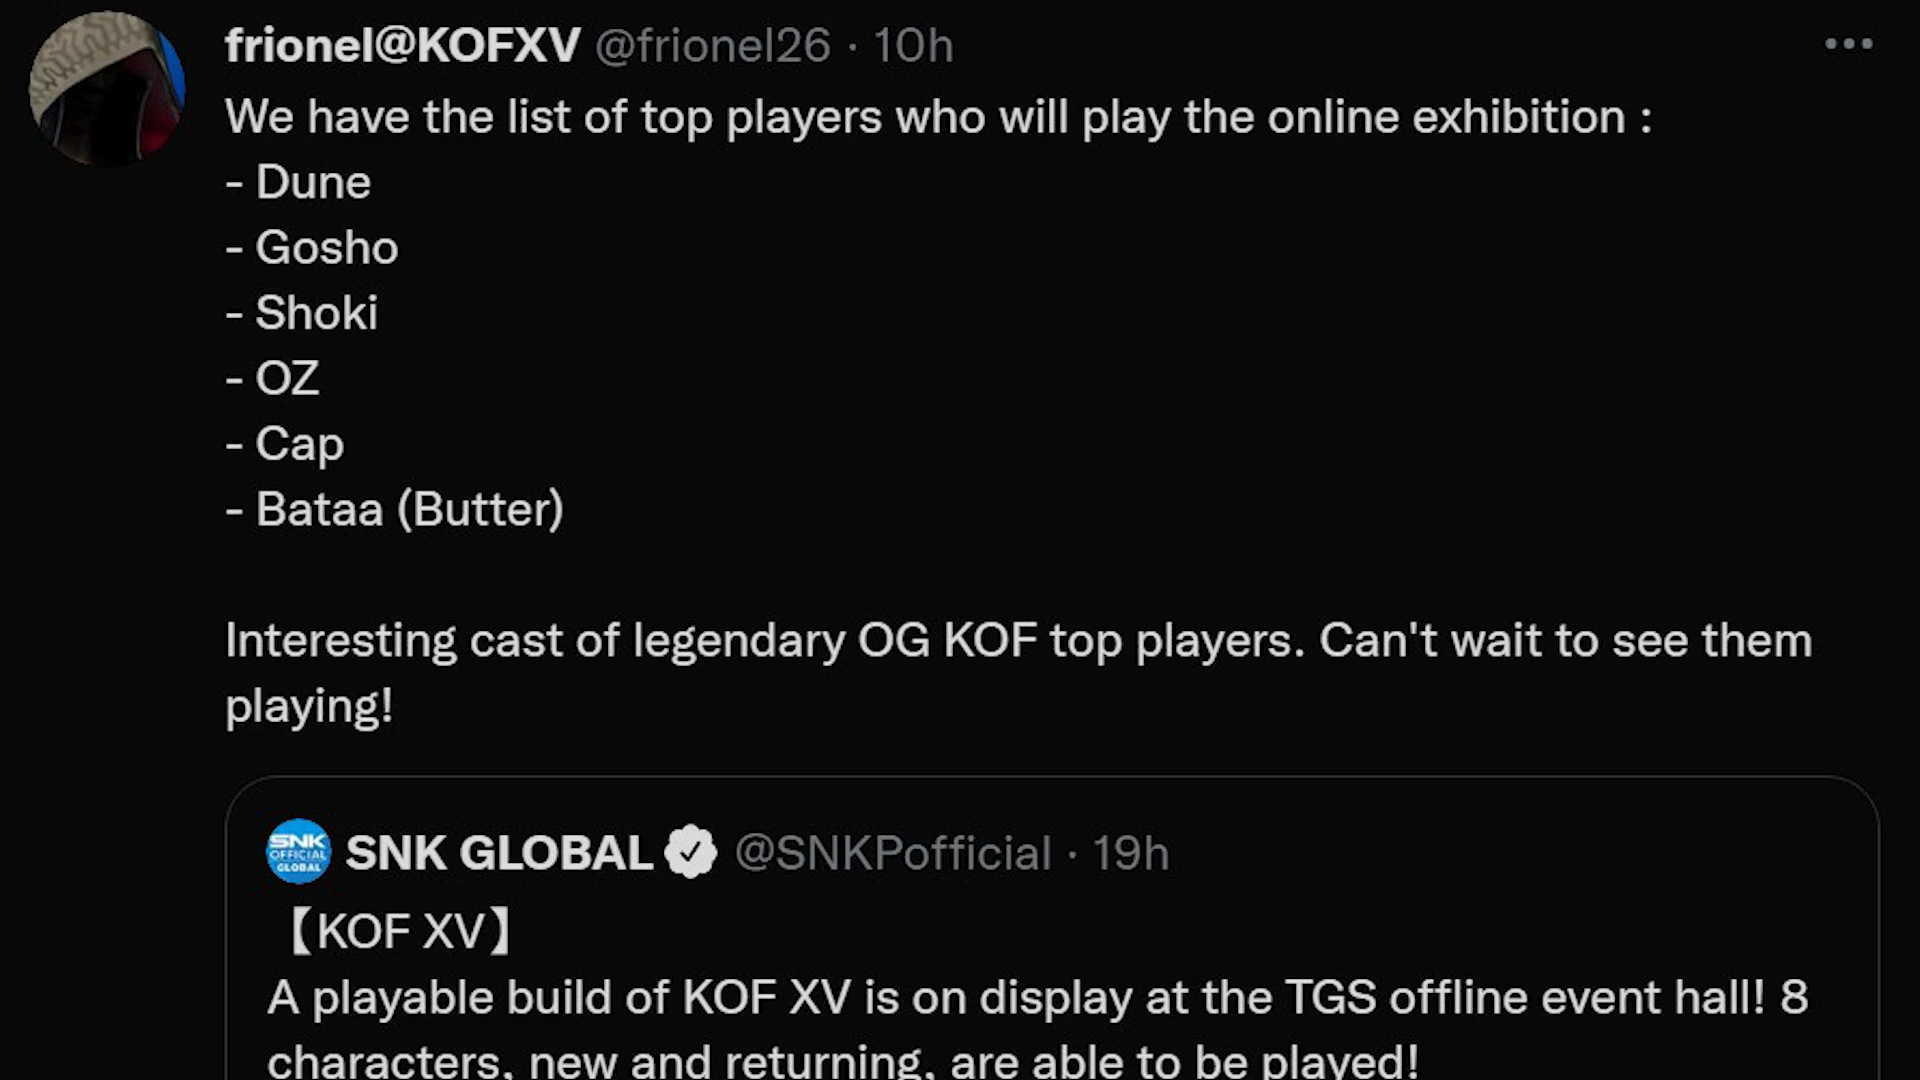 frionel@KOFXV @frionel26 · 10h
We have the list of top players who will play the online exhibition :
- Dune
- Gosho
- Shoki
- OZ
- Cap
- Bataa (Butter)
Interesting cast of legendary OG KOF top players. Can't wait to see them
playing!
SNK OFFICIAL GLOBAL
SNK GLOBAL @SNKPofficial · 19h
【KOF XV】
A playable build of KOF XV is on display at the TGS offline event hall! 8
characters, new and returning, are able to be played!